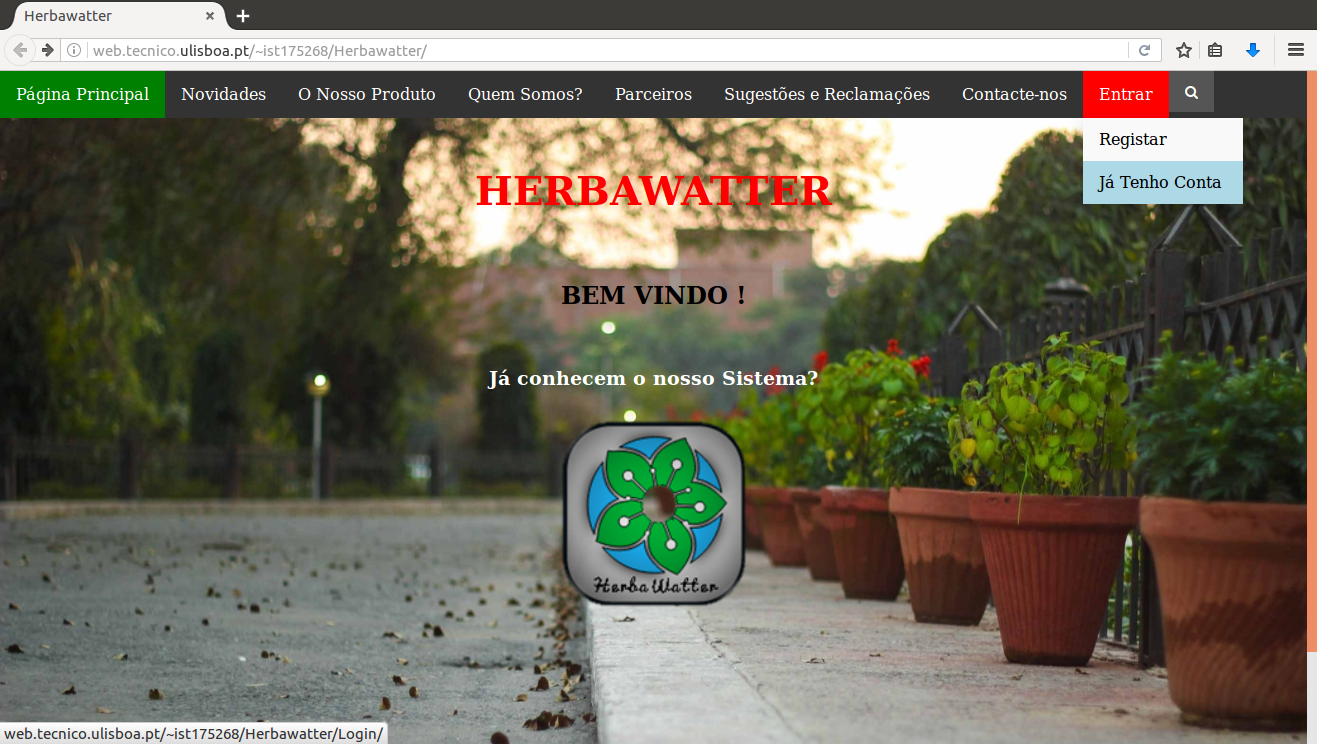 Herbawatter
web.tecnico.ulisboa.pt/~ist175268/Herbawatter/
Página Principal Novidades O Nosso Produto Quem Somos? Parceiros Sugestões e Reclamações Contacte-nos Entrar
Registar
Já Tenho Conta
HERBAWATTER
BEM VINDO !
Já conhecem o nosso Sistema?
Herba Watter
web.tecnico.ulisboa.pt/~ist175268/Herbawatter/Login/